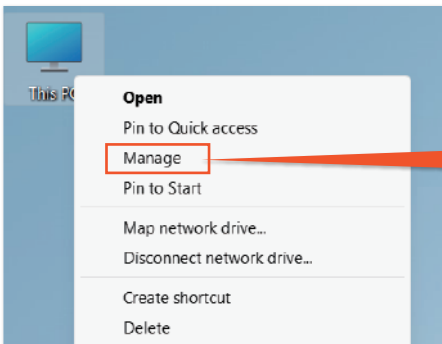 This PC
Open
Pin to Quick access
Manage
Pin to Start
Map network drive...
Disconnect network drive...
Create shortcut
Delete